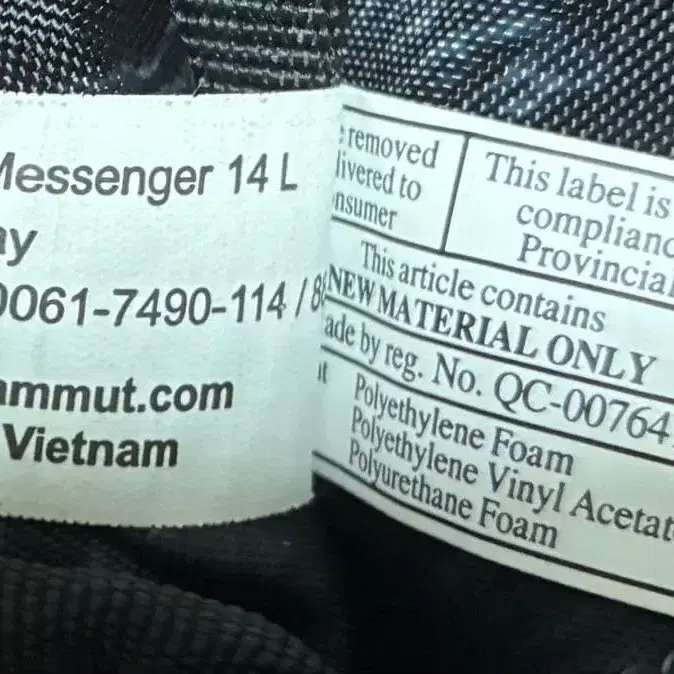 Messenger 14 L
ay
0061-7490-114 / 8
ammut.com
Vietnam
removed
livered to
nsumer
This label is
complianc
Provincial
This article contains
NEW MATERIAL ONLY
ade by reg. No. QC-00764
Polyethylene Foam
Polyethylene Vinyl Acetat
Polyurethane Foam